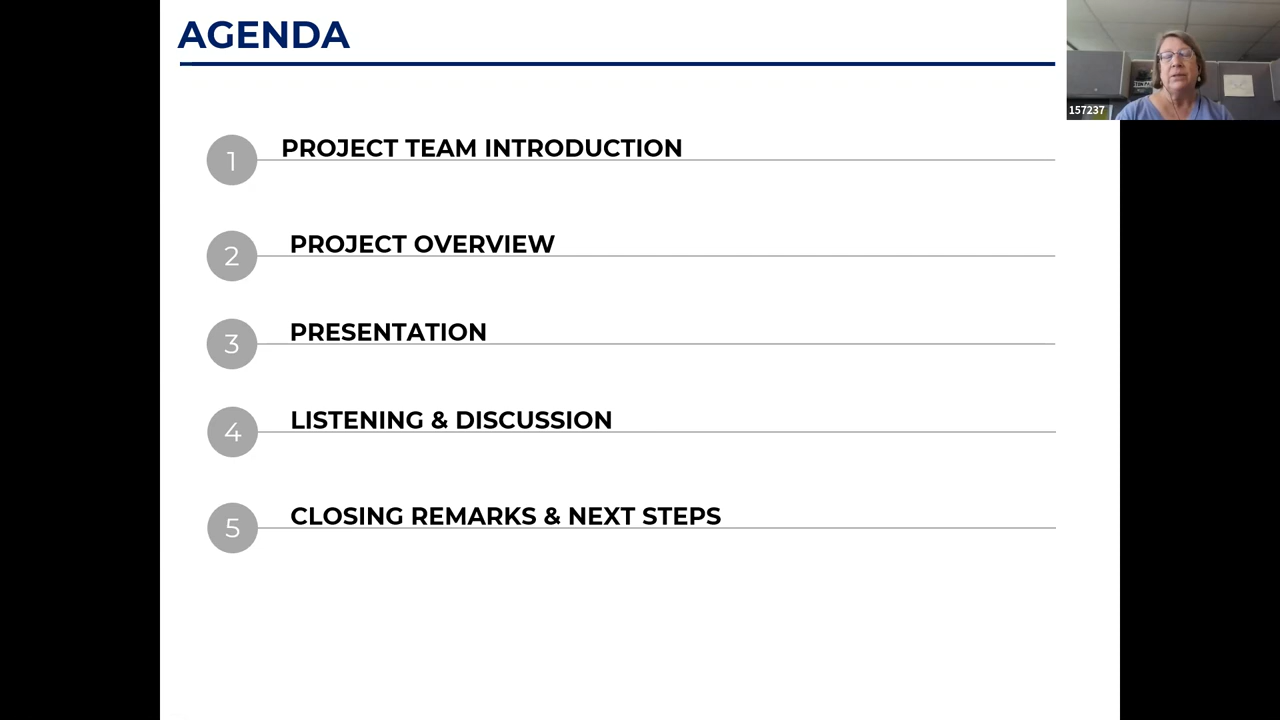 AGENDA
157237
1 PROJECT TEAM INTRODUCTION
2 PROJECT OVERVIEW
3 PRESENTATION
4 LISTENING & DISCUSSION
5 CLOSING REMARKS & NEXT STEPS